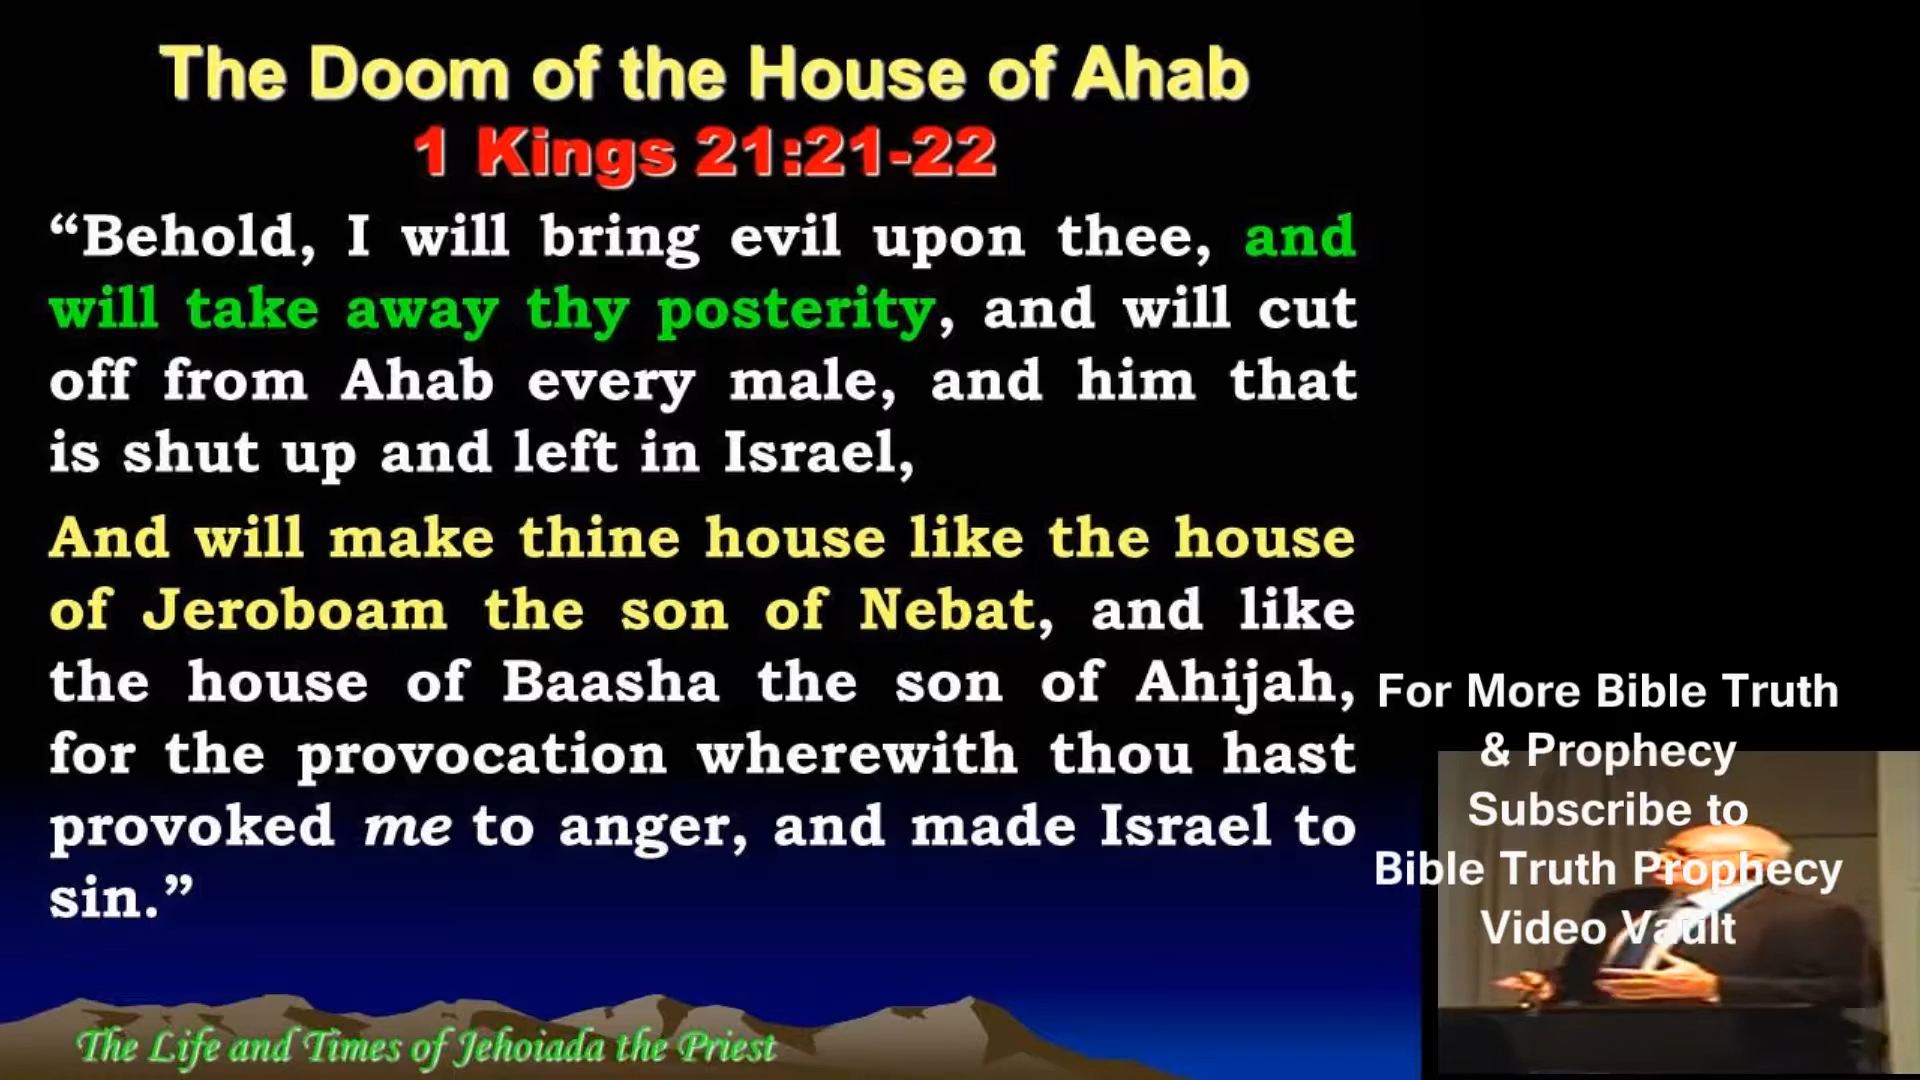 The Doom of the House of Ahab
1 Kings 21:21-22
“Behold, I will bring evil upon thee, and
will take away thy posterity, and will cut
off from Ahab every male, and him that
is shut up and left in Israel,
And will make thine house like the house
of Jeroboam the son of Nebat, and like
the house of Baasha the son of Ahijah,
for the provocation wherewith thou hast
provoked me to anger, and made Israel to
sin.”
The Life and Times of Jehoiada the Priest
For More Bible Truth
& Prophecy
Subscribe to
Bible Truth Prophecy
Video Vault